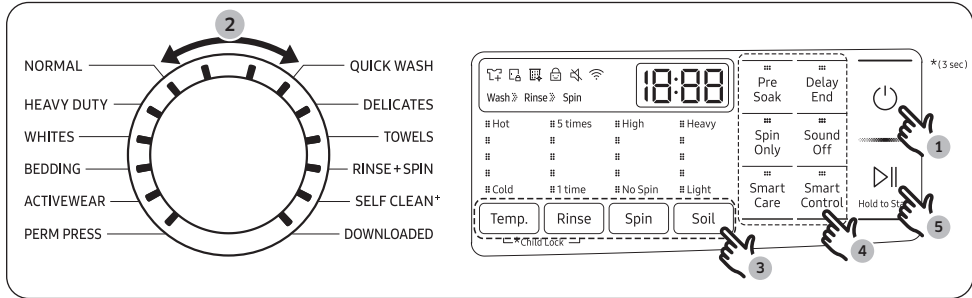 2
NORMAL
HEAVY DUTY
WHITES
BEDDING
ACTIVEWEAR
PERM PRESS
QUICK WASH
DELICATES
TOWELS
RINSE+SPIN
SELF CLEAN+
DOWNLOADED
18:88
Wash» Rinse» Spin
Hot 5 times High Heavy
Cold 1 time No Spin Light
Temp. Rinse Spin Soil
*Child Lock
3
Pre Soak
Delay End
Spin Only
Sound Off
Smart Care
Smart Control
4
*(3 sec)
1
Hold to Sta
5